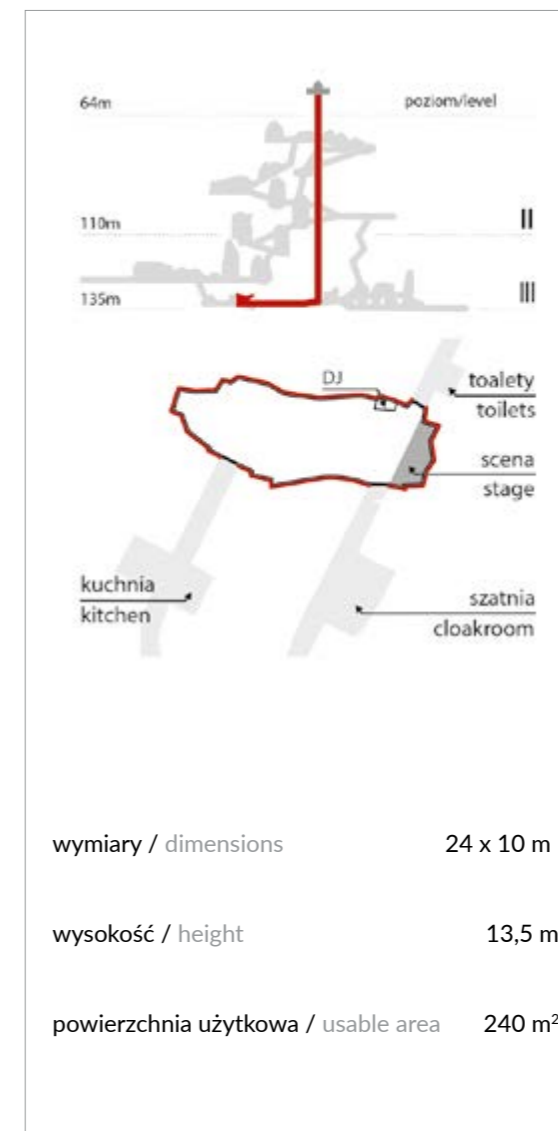 64m poziom/level
110m II
135m III
DJ
toalety
toilets
scena
stage
kuchnia
kitchen
szatnia
cloakroom
wymiary / dimensions 24 x 10 m
wysokość / height 13,5 m
powierzchnia użytkowa / usable area 240 m²